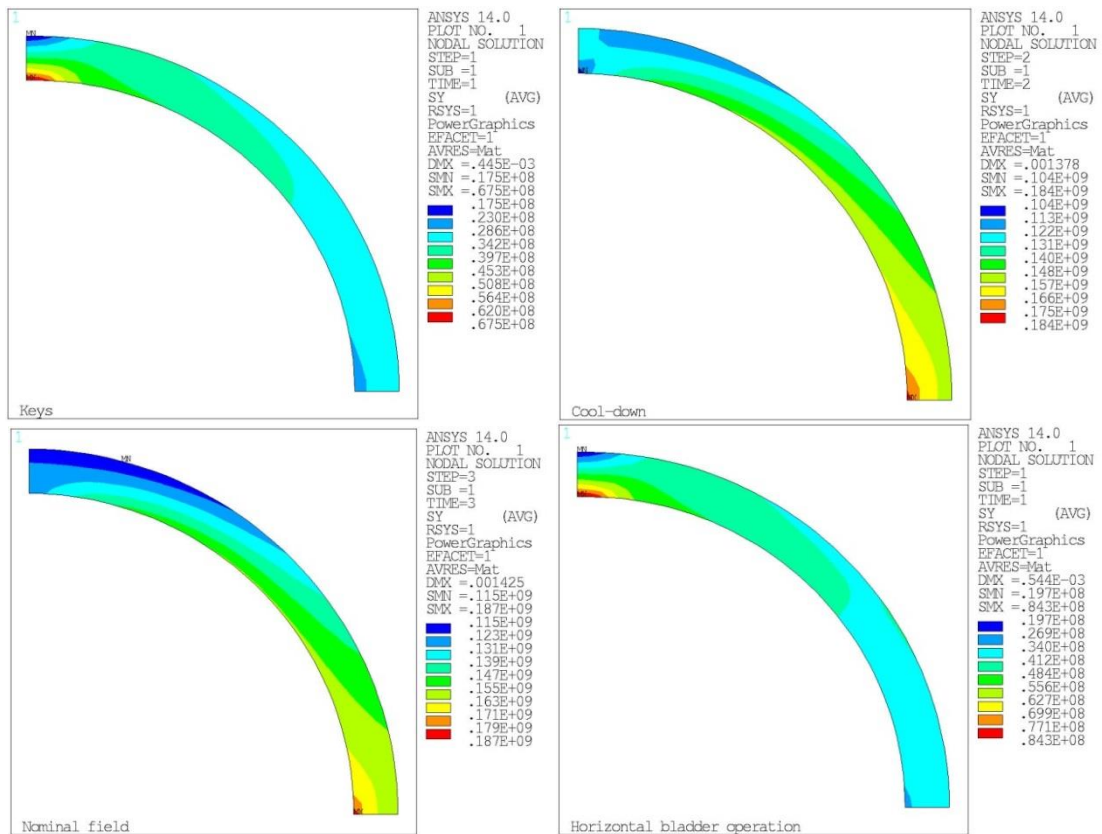 1
MN
MX
Keys
ANSYS 14.0
PLOT NO. 1
NODAL SOLUTION
STEP=1
SUB =1
TIME=1
SY (AVG)
RSYS=1
PowerGraphics
EFACET=1
AVRES=Mat
DMX =.445E-03
SMN =.175E+08
SMX =.675E+08
.175E+08
.230E+08
.286E+08
.342E+08
.397E+08
.453E+08
.508E+08
.564E+08
.620E+08
.675E+08
1
MN
MX
Cool-down
ANSYS 14.0
PLOT NO. 1
NODAL SOLUTION
STEP=2
SUB =1
TIME=2
SY (AVG)
RSYS=1
PowerGraphics
EFACET=1
AVRES=Mat
DMX =.001378
SMN =.104E+09
SMX =.184E+09
.104E+09
.113E+09
.122E+09
.131E+09
.140E+09
.148E+09
.157E+09
.166E+09
.175E+09
.184E+09
1
MN
MX
Nominal field
ANSYS 14.0
PLOT NO. 1
NODAL SOLUTION
STEP=3
SUB =1
TIME=3
SY (AVG)
RSYS=1
PowerGraphics
EFACET=1
AVRES=Mat
DMX =.001425
SMN =.115E+09
SMX =.187E+09
.115E+09
.123E+09
.131E+09
.139E+09
.147E+09
.155E+09
.163E+09
.171E+09
.179E+09
.187E+09
1
MN
MX
Horizontal bladder operation
ANSYS 14.0
PLOT NO. 1
NODAL SOLUTION
STEP=1
SUB =1
TIME=1
SY (AVG)
RSYS=1
PowerGraphics
EFACET=1
AVRES=Mat
DMX =.544E-03
SMN =.197E+08
SMX =.843E+08
.197E+08
.269E+08
.340E+08
.412E+08
.484E+08
.556E+08
.627E+08
.699E+08
.771E+08
.843E+08